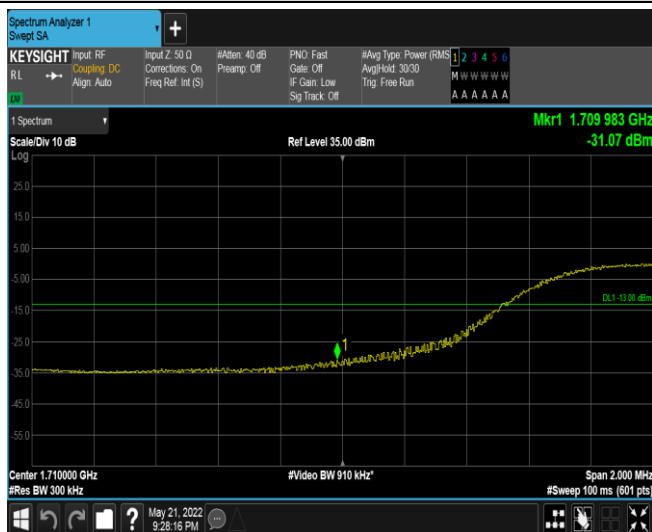 Spectrum Analyzer 1
Swept SA
KEYSIGHT
RL
Input: RF
Coupling: DC
Align: Auto
Input Z: 50 Ω
Corrections: On
Freq Ref: Int (S)
#Atten: 40 dB
Preamp: Off
PNO: Fast
Gate: Off
IF Gain: Low
Sig Track: Off
#Avg Type: Power (RMS
Avg|Hold: 30/30
Trig: Free Run
1 2 3 4 5 6
M W W W W W
A A A A A A
1 Spectrum
Scale/Div 10 dB
Ref Level 35.00 dBm
Mkr1 1.709 983 GHz
-31.07 dBm
Log
25.0
15.0
5.00
-5.00
DL1 -13.00 dBm
-15.0
-25.0
1
-35.0
-45.0
-55.0
Center 1.710000 GHz
#Video BW 910 kHz*
Span 2.000 MHz
#Res BW 300 kHz
#Sweep 100 ms (601 pts)
?
May 21, 2022
9:28:16 PM